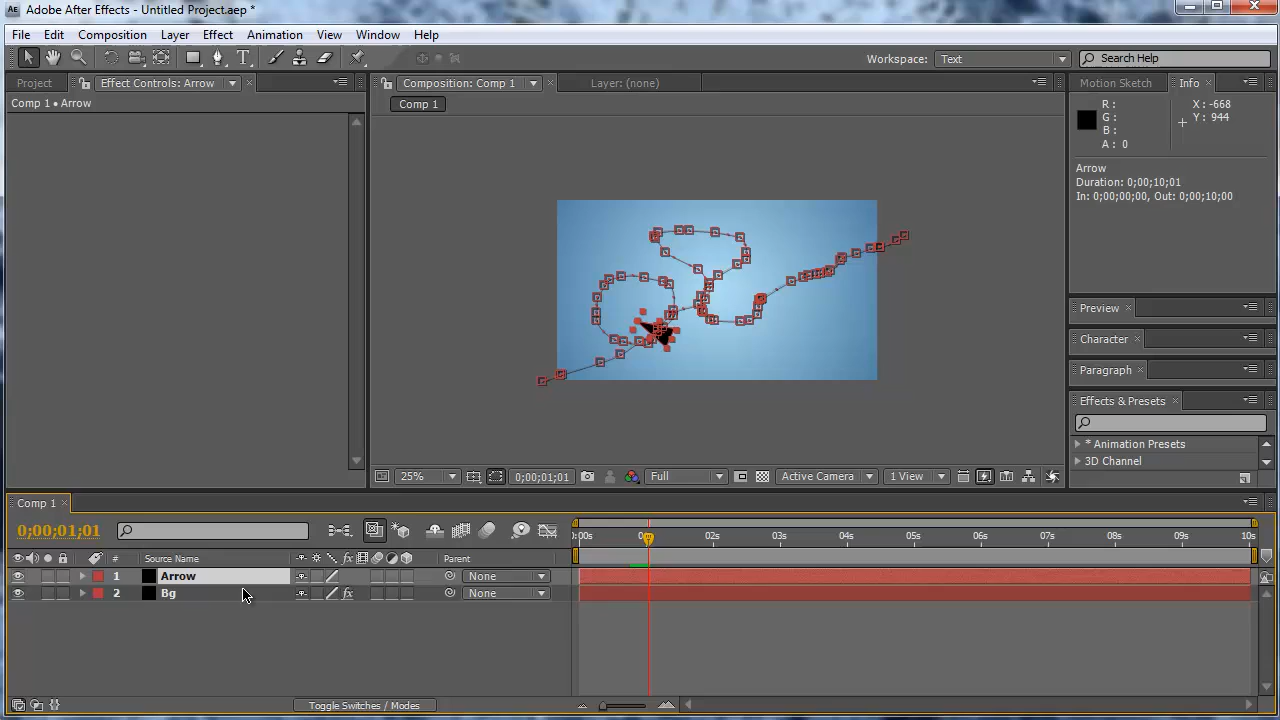 Adobe After Effects - Untitled Project.aep *
File Edit Composition Layer Effect Animation View Window Help
Workspace: Text Search Help
Project Effect Controls: Arrow Composition: Comp 1 Layer: (none) Motion Sketch Info
Comp 1 • Arrow
Comp 1
R : X : -668
G : Y : 944
B :
A : 0
Arrow
Duration: 0;00;10;01
In: 0;00;00;00, Out: 0;00;10;00
Preview
Character
Paragraph
Effects & Presets
* Animation Presets
3D Channel
25% 0;00;01;01 Full Active Camera 1 View
Comp 1
0;00;01;01
02s 03s 04s 05s 06s 07s 08s 09s 10s
# Source Name fx Parent
1 Arrow None
2 Bg fx None
Toggle Switches / Modes